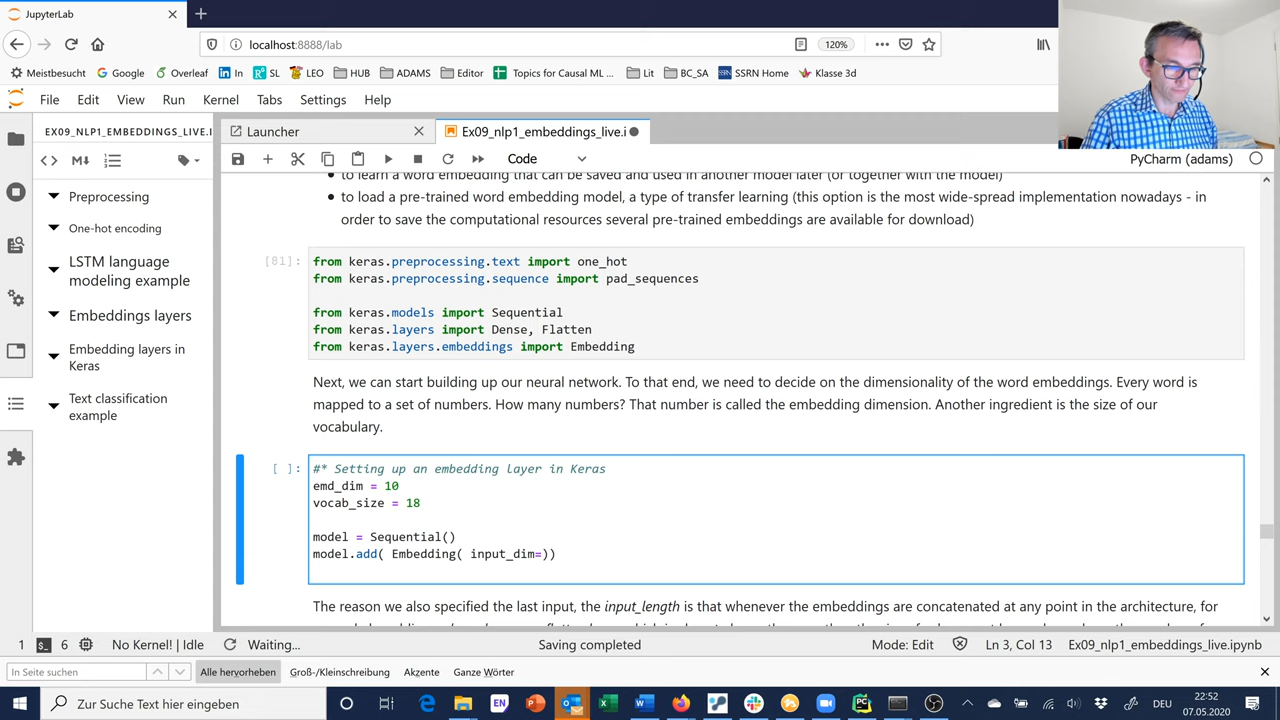 JupyterLab
localhost:8888/lab
120%
Meistbesucht Google Overleaf In SL LEO HUB ADAMS Editor Topics for Causal ML ... Lit BC_SA SSRN Home Klasse 3d
File Edit View Run Kernel Tabs Settings Help
EX09_NLP1_EMBEDDINGS_LIVE.I
Launcher
Ex09_nlp1_embeddings_live.i
Code
PyCharm (adams)
Preprocessing
One-hot encoding
LSTM language
modeling example
Embeddings layers
Embedding layers in
Keras
Text classification
example
to learn a word embedding that can be saved and used in another model later (or together with the model)
to load a pre-trained word embedding model, a type of transfer learning (this option is the most wide-spread implementation nowadays - in
order to save the computational resources several pre-trained embeddings are available for download)
[81]: from keras.preprocessing.text import one_hot
from keras.preprocessing.sequence import pad_sequences
from keras.models import Sequential
from keras.layers import Dense, Flatten
from keras.layers.embeddings import Embedding
Next, we can start building up our neural network. To that end, we need to decide on the dimensionality of the word embeddings. Every word is
mapped to a set of numbers. How many numbers? That number is called the embedding dimension. Another ingredient is the size of our
vocabulary.
[ ]: #* Setting up an embedding layer in Keras
emd_dim = 10
vocab_size = 18
model = Sequential()
model.add( Embedding( input_dim=))
The reason we also specified the last input, the input_length is that whenever the embeddings are concatenated at any point in the architecture, for
1 6 No Kernel! | Idle Waiting... Saving completed Mode: Edit Ln 3, Col 13 Ex09_nlp1_embeddings_live.ipynb
In Seite suchen Alle hervorheben Groß-/Kleinschreibung Akzente Ganze Wörter
Zur Suche Text hier eingeben
EN
DEU
22:52
07.05.2020